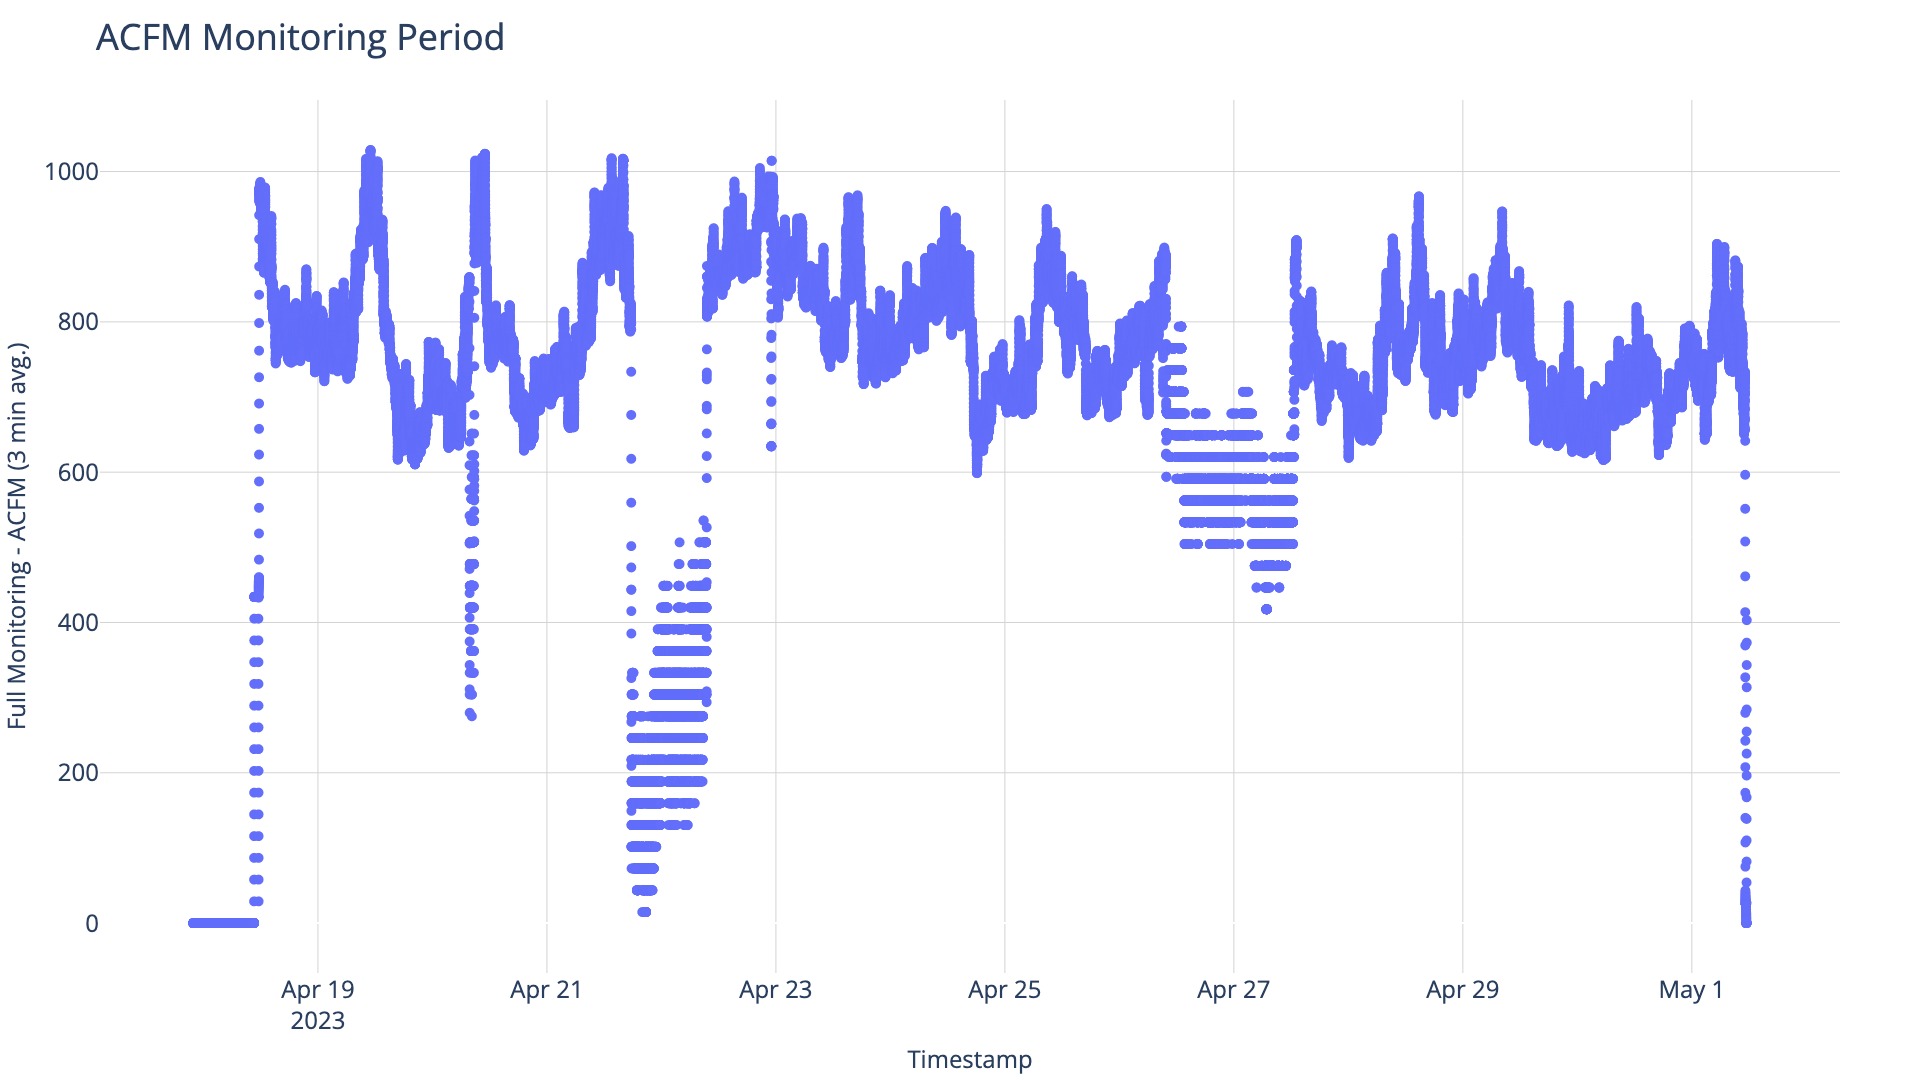 ACFM Monitoring Period
Full Monitoring - ACFM (3 min avg.)
1000
800
600
400
200
0
Apr 19
2023
Apr 21
Apr 23
Apr 25
Apr 27
Apr 29
May 1
Timestamp